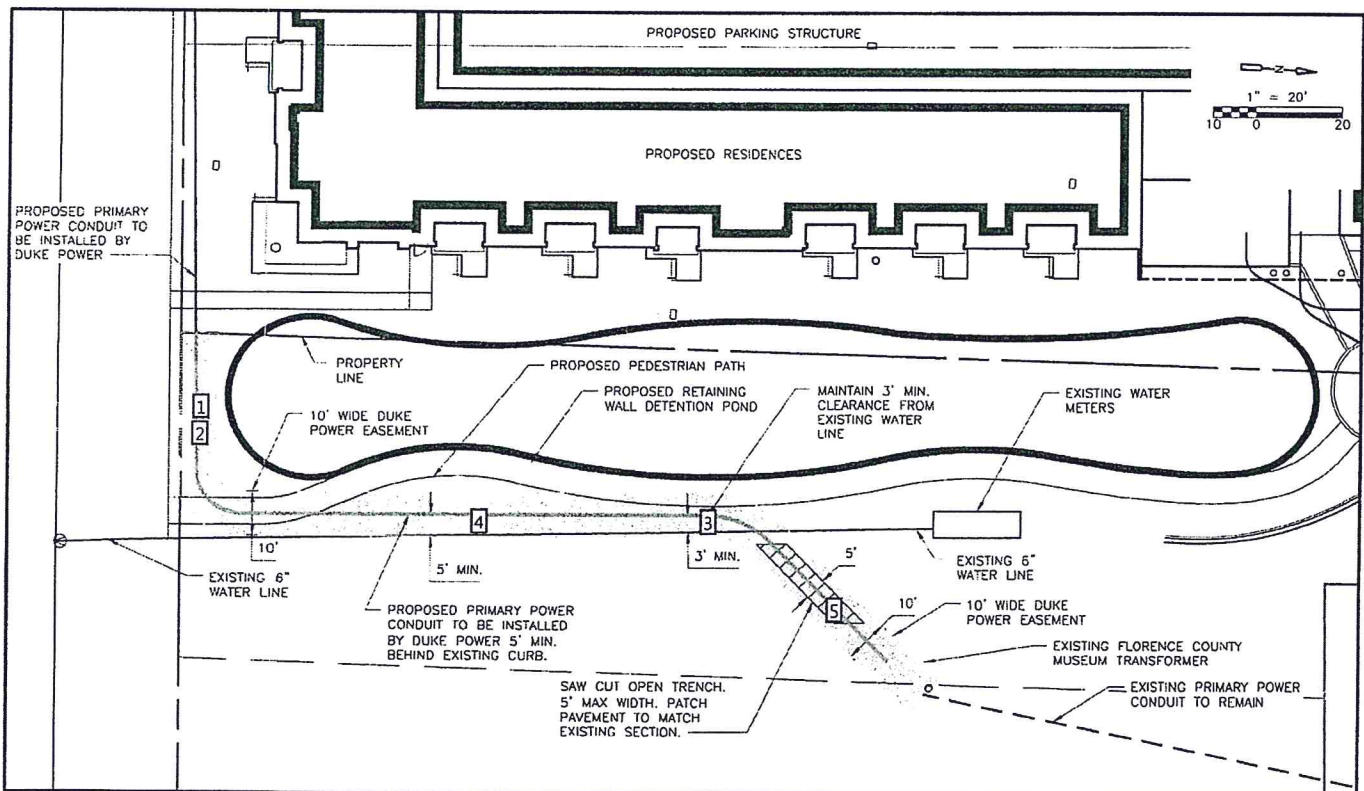 PROPOSED PARKING STRUCTURE
N
1" = 20'
10 0 20
PROPOSED RESIDENCES
PROPOSED PRIMARY
POWER CONDUIT TO
BE INSTALLED BY
DUKE POWER
PROPERTY
LINE
PROPOSED PEDESTRIAN PATH
PROPOSED RETAINING
WALL DETENTION POND
MAINTAIN 3' MIN.
CLEARANCE FROM
EXISTING WATER
LINE
EXISTING WATER
METERS
1
2
10' WIDE DUKE
POWER EASEMENT
4
3
10'
5' MIN.
3' MIN.
5'
EXISTING 6"
WATER LINE
EXISTING 6"
WATER LINE
5
10'
10' WIDE DUKE
POWER EASEMENT
PROPOSED PRIMARY POWER
CONDUIT TO BE INSTALLED
BY DUKE POWER 5' MIN.
BEHIND EXISTING CURB.
EXISTING FLORENCE COUNTY
MUSEUM TRANSFORMER
SAW CUT OPEN TRENCH.
5' MAX WIDTH. PATCH
PAVEMENT TO MATCH
EXISTING SECTION.
EXISTING PRIMARY POWER
CONDUIT TO REMAIN